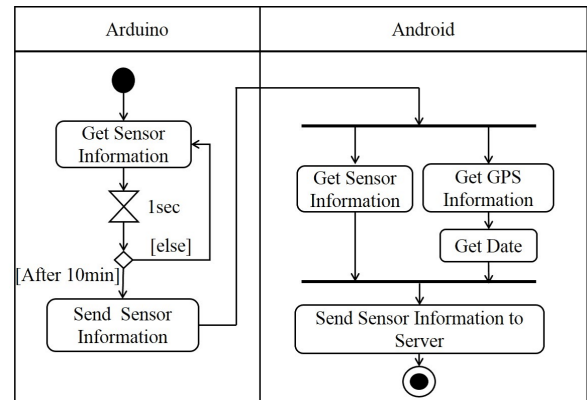 Arduino
Android
Get Sensor
Information
1sec
[else]
[After 10min]
Send Sensor
Information
Get Sensor
Information
Get GPS
Information
Get Date
Send Sensor Information to
Server